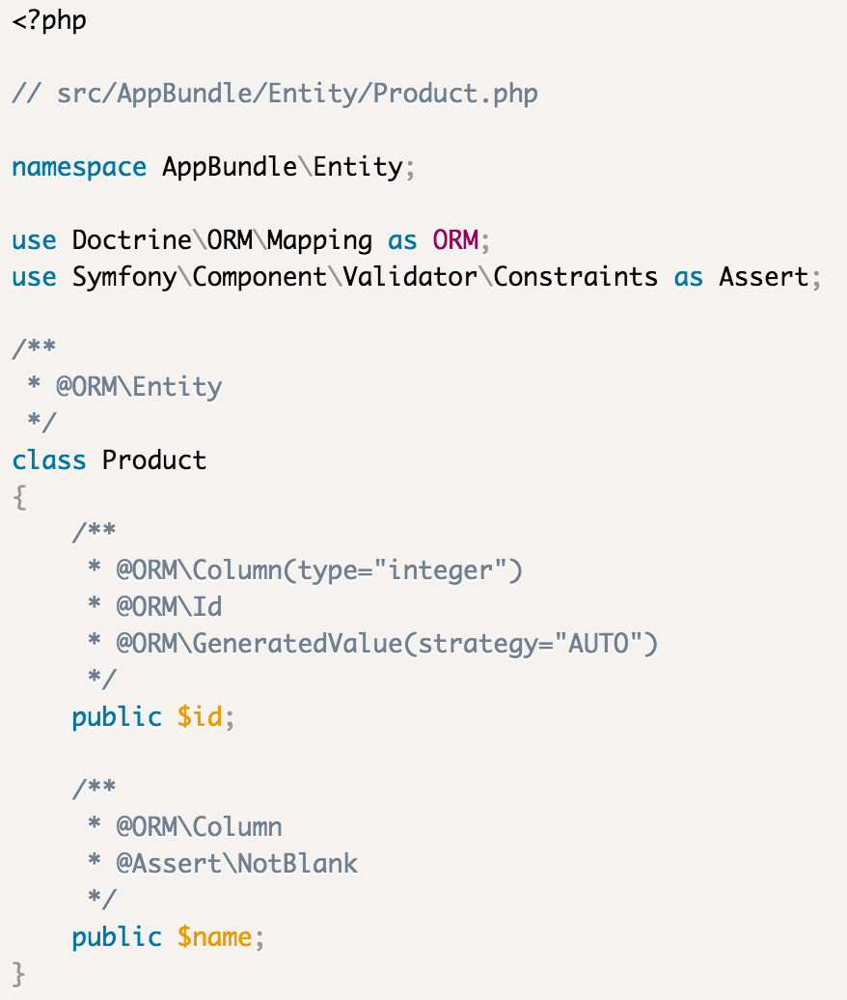 <?php
// src/AppBundle/Entity/Product.php
namespace AppBundle\Entity;
use Doctrine\ORM\Mapping as ORM;
use Symfony\Component\Validator\Constraints as Assert;
/**
 * @ORM\Entity
 */
class Product
{
    /**
     * @ORM\Column(type="integer")
     * @ORM\Id
     * @ORM\GeneratedValue(strategy="AUTO")
     */
    public $id;
    /**
     * @ORM\Column
     * @Assert\NotBlank
     */
    public $name;
}